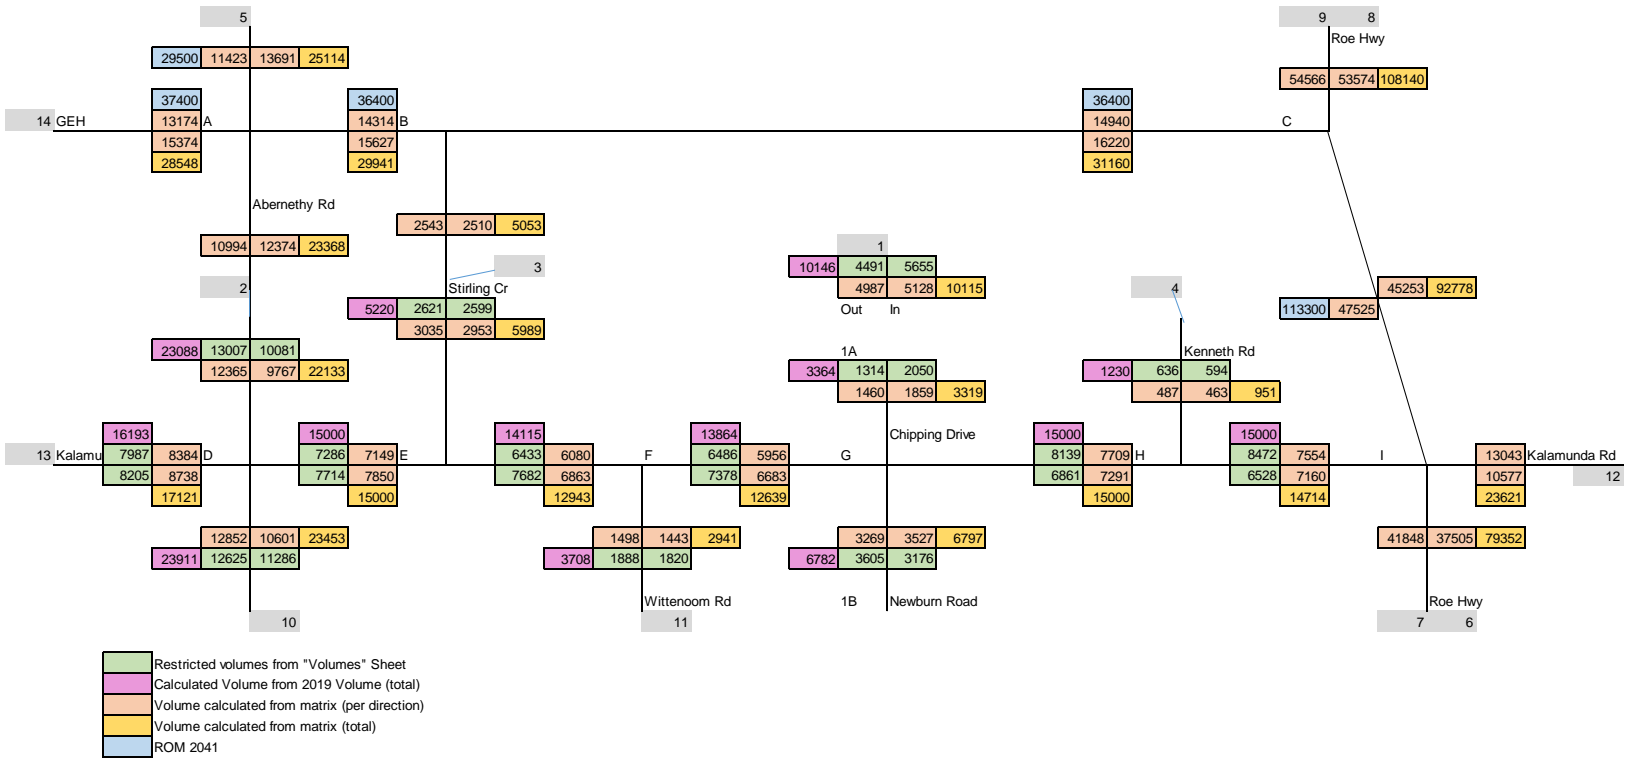 5
9 8
Roe Hwy
29500 11423 13691 25114
54566 53574 108140
37400
36400
36400
14 GEH
13174 A
14314 B
14940
C
15374
15627
16220
28548
29941
31160
Abernethy Rd
2543 2510 5053
10994 12374 23368
1
3
10146 4491 5655
2
4987 5128 10115
4
45253 92778
Stirling Cr
5220 2621 2599
Out In
113300 47525
3035 2953 5989
23088 13007 10081
1A
Kenneth Rd
12365 9767 22133
3364 1314 2050
1230 636 594
1460 1859 3319
487 463 951
16193
15000
14115
13864
Chipping Drive
15000
15000
13 Kalamu 7987 8384 D
7286 7149 E
6433 6080
F
6486 5956
G
8139 7709 H
8472 7554
I
13043 Kalamunda Rd
8205 8738
7714 7850
7682 6863
7378 6683
6861 7291
6528 7160
10577
12
17121
15000
12943
12639
15000
14714
23621
12852 10601 23453
1498 1443 2941
3269 3527 6797
41848 37505 79352
23911 12625 11286
3708 1888 1820
6782 3605 3176
Wittenoom Rd
1B Newburn Road
Roe Hwy
10
11
7 6
Restricted volumes from "Volumes" Sheet
Calculated Volume from 2019 Volume (total)
Volume calculated from matrix (per direction)
Volume calculated from matrix (total)
ROM 2041